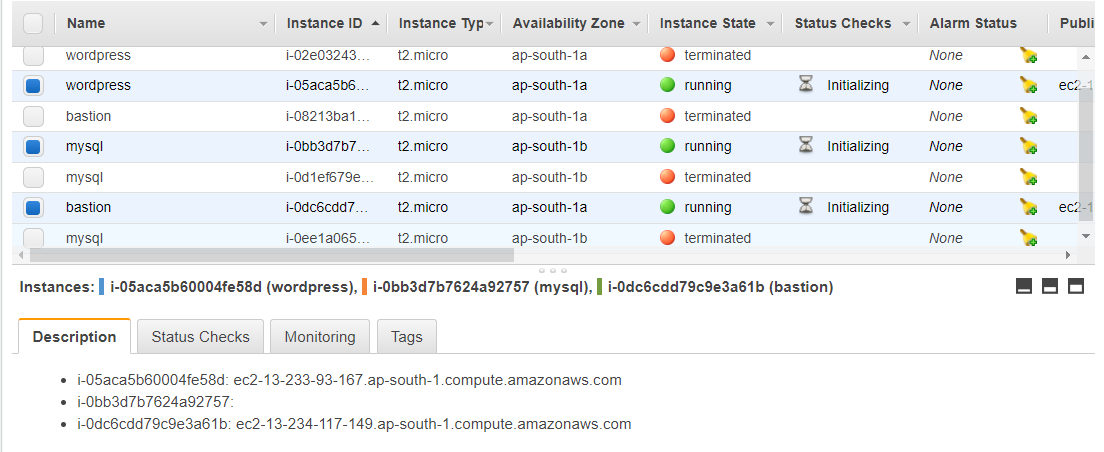 Name Instance ID Instance Typ Availability Zone Instance State Status Checks Alarm Status Publi
wordpress i-02e03243... t2.micro ap-south-1a terminated None
wordpress i-05aca5b6... t2.micro ap-south-1a running Initializing None ec2-1
bastion i-08213ba1... t2.micro ap-south-1a terminated None
mysql i-0bb3d7b7... t2.micro ap-south-1b running Initializing None
mysql i-0d1ef679e... t2.micro ap-south-1b terminated None
bastion i-0dc6cdd7... t2.micro ap-south-1a running Initializing None ec2-1
mysql i-0ee1a065... t2.micro ap-south-1b terminated None
Instances: i-05aca5b60004fe58d (wordpress), i-0bb3d7b7624a92757 (mysql), i-0dc6cdd79c9e3a61b (bastion)
Description Status Checks Monitoring Tags
• i-05aca5b60004fe58d: ec2-13-233-93-167.ap-south-1.compute.amazonaws.com
• i-0bb3d7b7624a92757:
• i-0dc6cdd79c9e3a61b: ec2-13-234-117-149.ap-south-1.compute.amazonaws.com